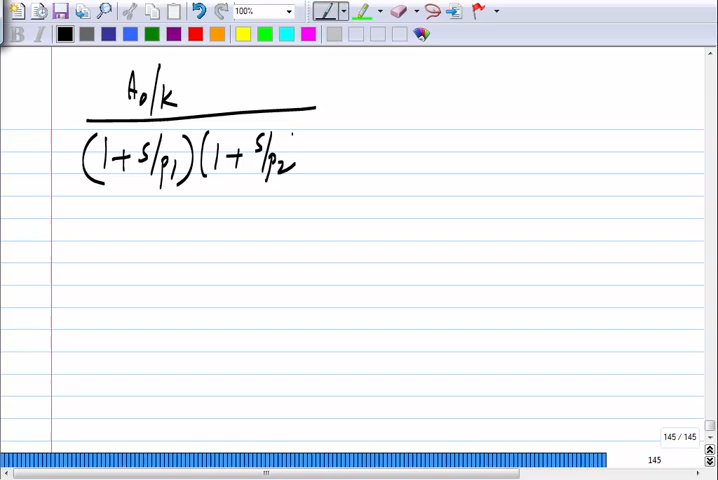 100%
A₀/k
(1 + s/p₁)(1 + s/p₂
145 / 145
145